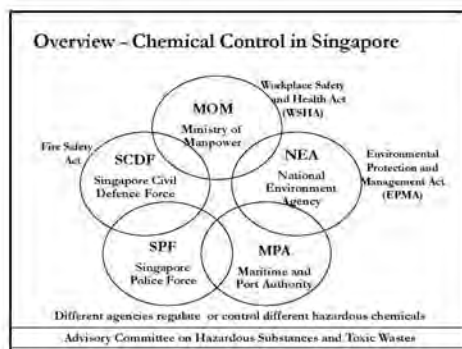 Overview – Chemical Control in Singapore
MOM
Ministry of
Manpower
Workplace Safety
and Health Act
(WSHA)
Fire Safety
Act
SCDF
Singapore Civil
Defence Force
NEA
National
Environment
Agency
Environmental
Protection and
Management Act
(EPMA)
SPF
Singapore
Police Force
MPA
Maritime and
Port Authority
Different agencies regulate or control different hazardous chemicals
Advisory Committee on Hazardous Substances and Toxic Wastes